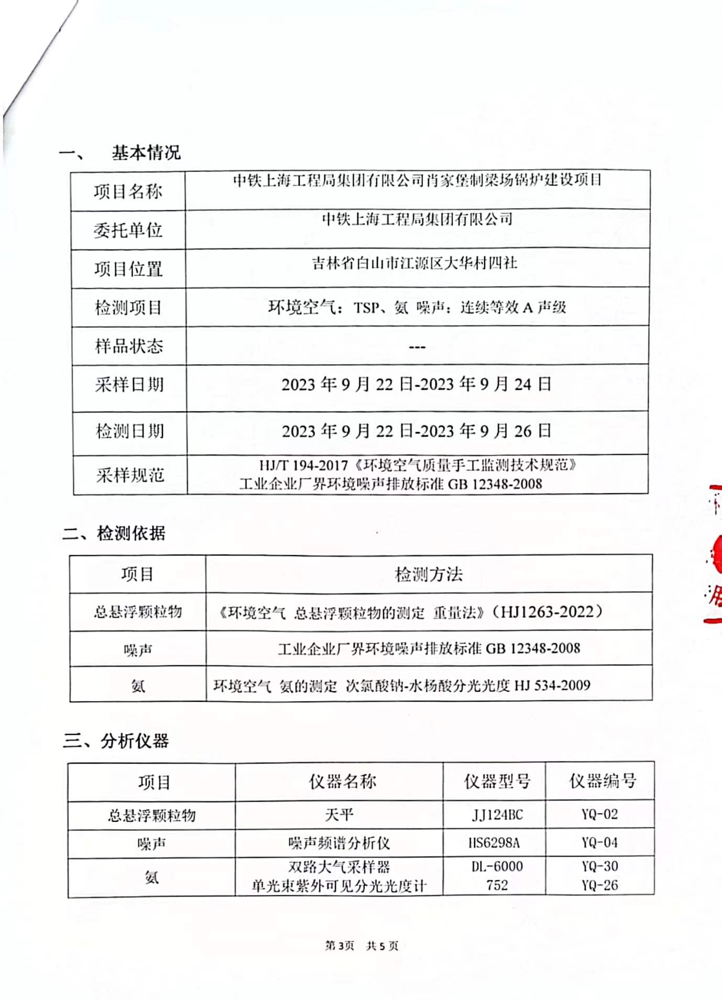 一、 基本情况
项目名称 中铁上海工程局集团有限公司肖家堡制梁场锅炉建设项目
委托单位 中铁上海工程局集团有限公司
项目位置 吉林省白山市江源区大华村四社
检测项目 环境空气：TSP、氨 噪声：连续等效 A 声级
样品状态 ---
采样日期 2023 年 9 月 22 日-2023 年 9 月 24 日
检测日期 2023 年 9 月 22 日-2023 年 9 月 26 日
采样规范 HJ/T 194-2017《环境空气质量手工监测技术规范》
工业企业厂界环境噪声排放标准 GB 12348-2008
二、检测依据
项目 检测方法
总悬浮颗粒物 《环境空气 总悬浮颗粒物的测定 重量法》（HJ1263-2022）
噪声 工业企业厂界环境噪声排放标准 GB 12348-2008
氨 环境空气 氨的测定 次氯酸钠-水杨酸分光光度 HJ 534-2009
三、分析仪器
项目 仪器名称 仪器型号 仪器编号
总悬浮颗粒物 天平 JJ124BC YQ-02
噪声 噪声频谱分析仪 HS6298A YQ-04
氨 双路大气采样器 DL-6000 YQ-30
单光束紫外可见分光光度计 752 YQ-26
第 3页 共 5 页